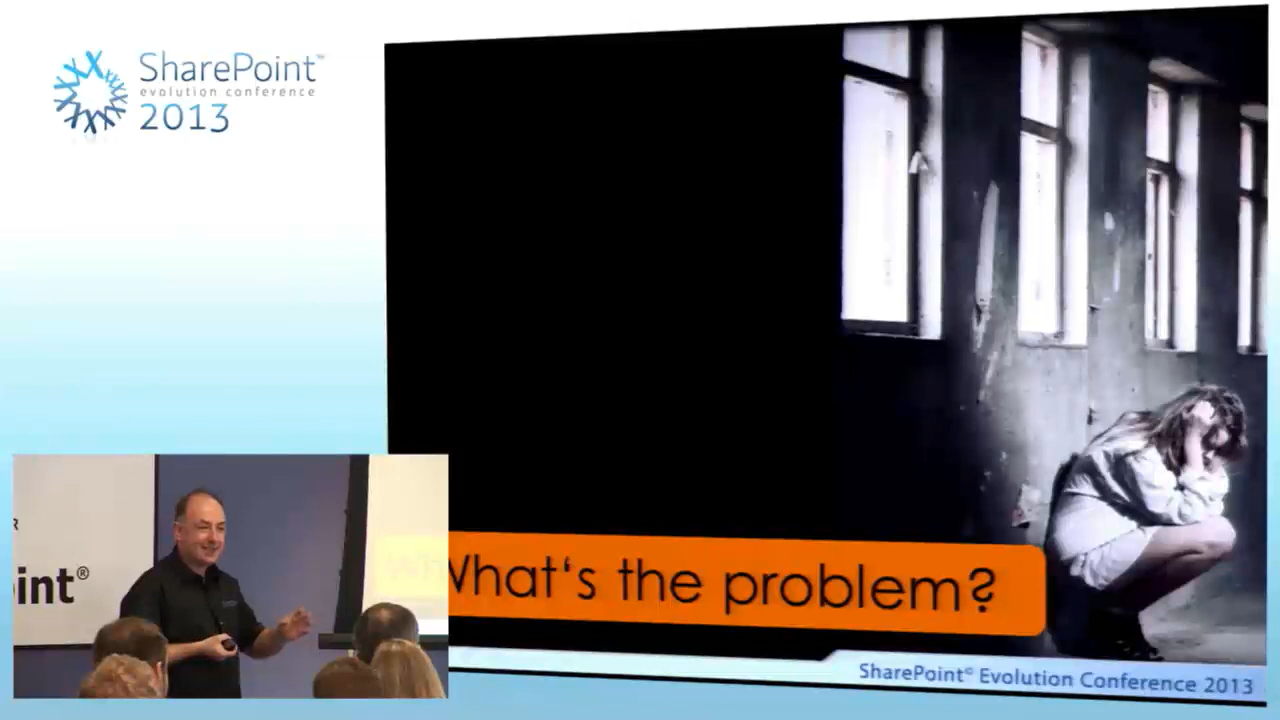 SharePoint™
evolution conference
2013
R
int®
What's the problem?
SharePoint® Evolution Conference 2013